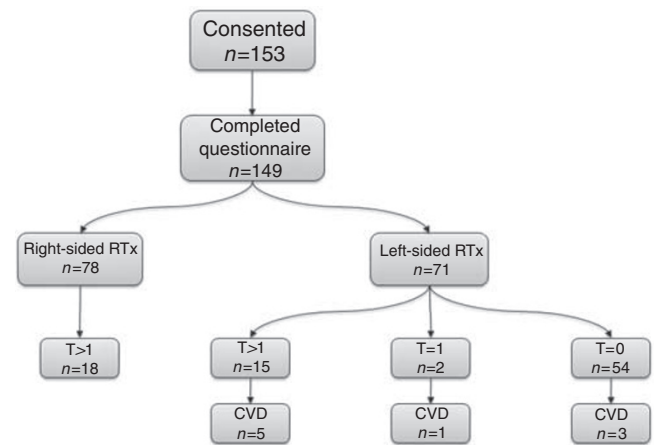 Consented
n=153
Completed
questionnaire
n=149
Right-sided RTx
n=78
Left-sided RTx
n=71
T>1
n=18
T>1
n=15
T=1
n=2
T=0
n=54
CVD
n=5
CVD
n=1
CVD
n=3